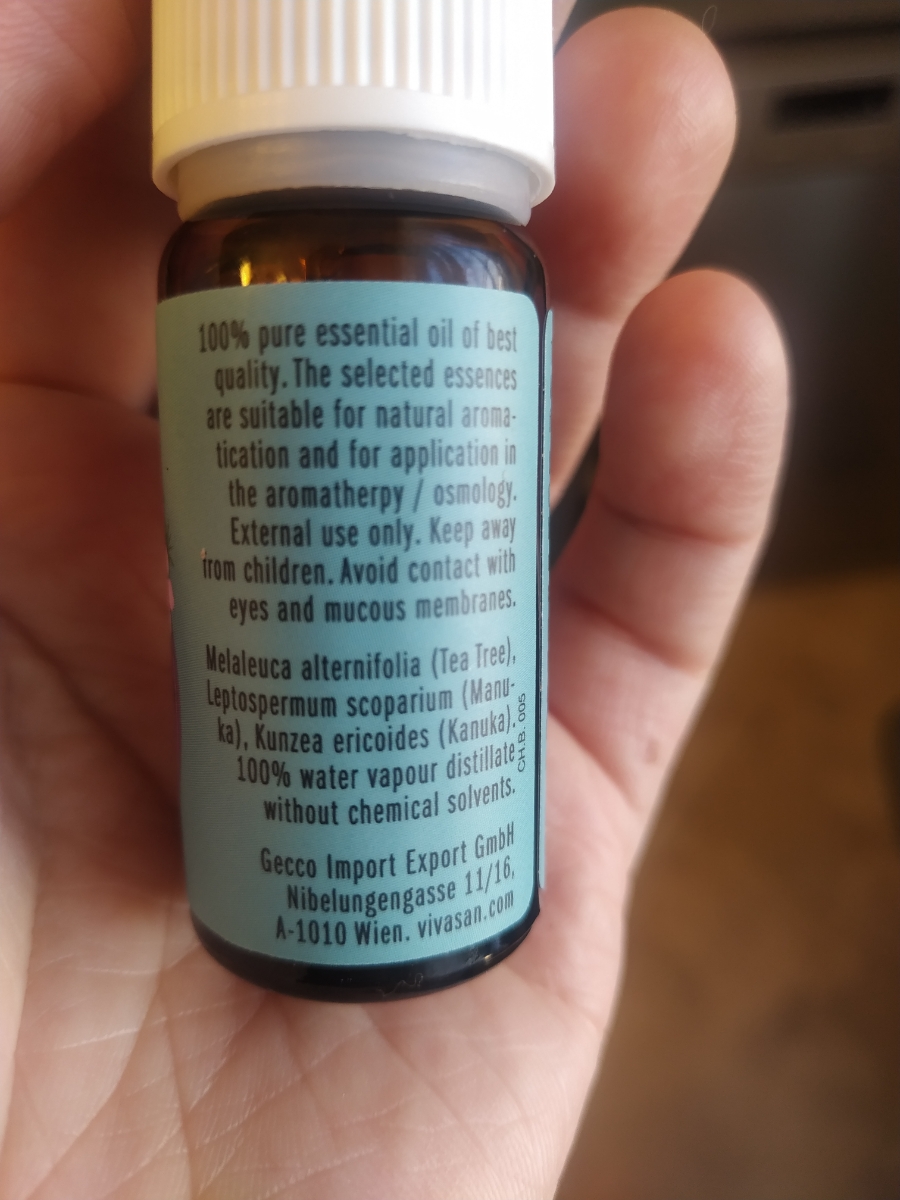 100% pure essential oil of best
quality. The selected essences
are suitable for natural aroma-
tication and for application in
the aromatherpy / osmology.
External use only. Keep away
from children. Avoid contact with
eyes and mucous membranes.
Melaleuca alternifolia (Tea Tree),
Leptospermum scoparium (Manu-
ka), Kunzea ericoides (Kanuka).
100% water vapour distillate
without chemical solvents.
CH.B.: 005
Gecco Import Export GmbH
Nibelungengasse 11/16,
A-1010 Wien. vivasan.com